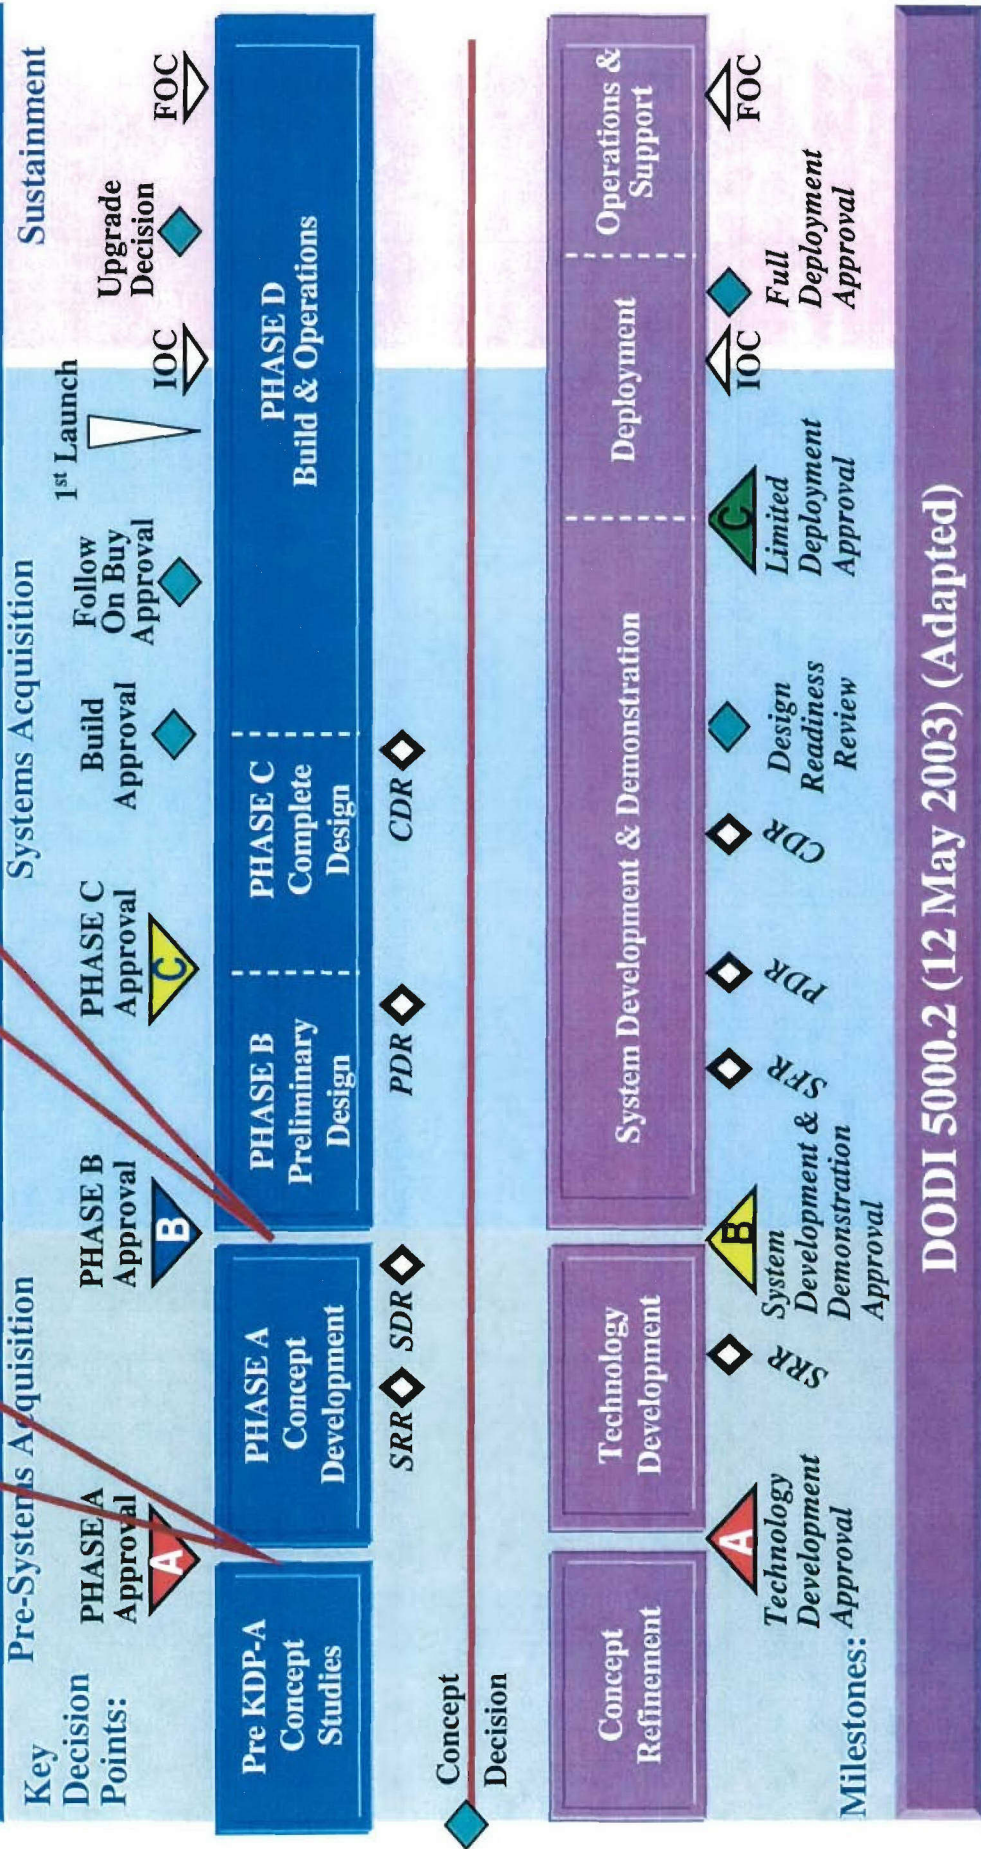 Pre-Systems Acquisition
Systems Acquisition
Sustainment
Key
Decision
Points:
PHASE A
Approval
A
PHASE B
Approval
B
PHASE C
Approval
C
Build
Approval
Follow
On Buy
Approval
1st Launch
IOC
Upgrade
Decision
FOC
Pre KDP-A
Concept
Studies
PHASE A
Concept
Development
PHASE B
Preliminary
Design
PHASE C
Complete
Design
PHASE D
Build & Operations
SRR
SDR
PDR
CDR
Concept
Decision
Concept
Refinement
Technology
Development
System Development & Demonstration
Deployment
Operations &
Support
Milestones:
A
Technology
Development
Approval
SRR
B
System
Development &
Demonstration
Approval
SFR
PDR
CDR
Design
Readiness
Review
C
Limited
Deployment
Approval
IOC
Full
Deployment
Approval
FOC
DODI 5000.2 (12 May 2003) (Adapted)